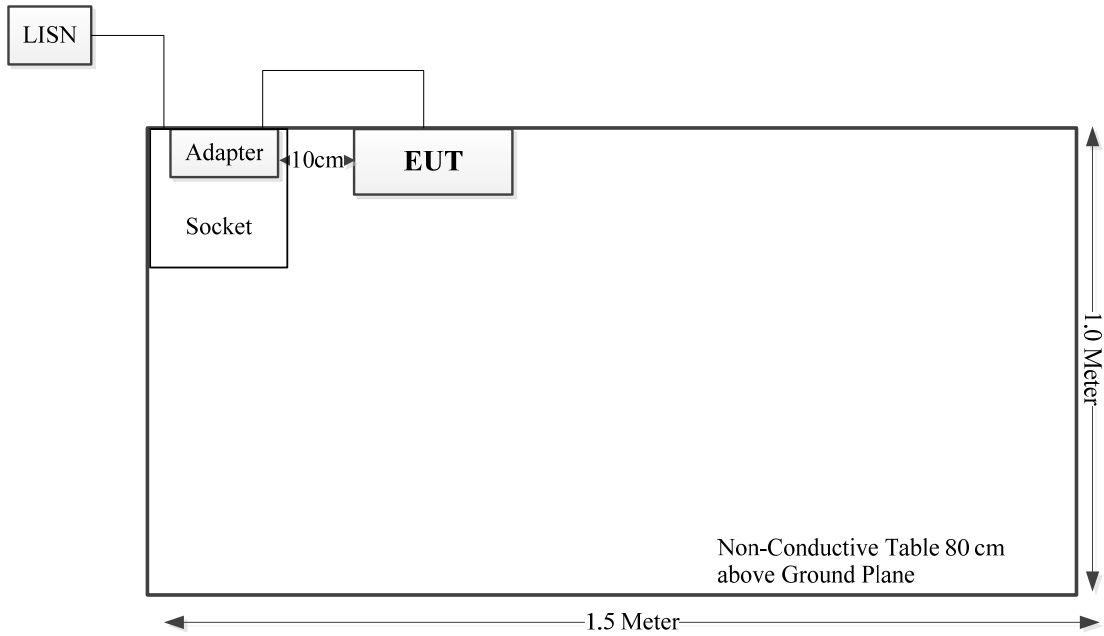 LISN
Adapter
10cm
EUT
Socket
1.0 Meter
Non-Conductive Table 80 cm
above Ground Plane
1.5 Meter